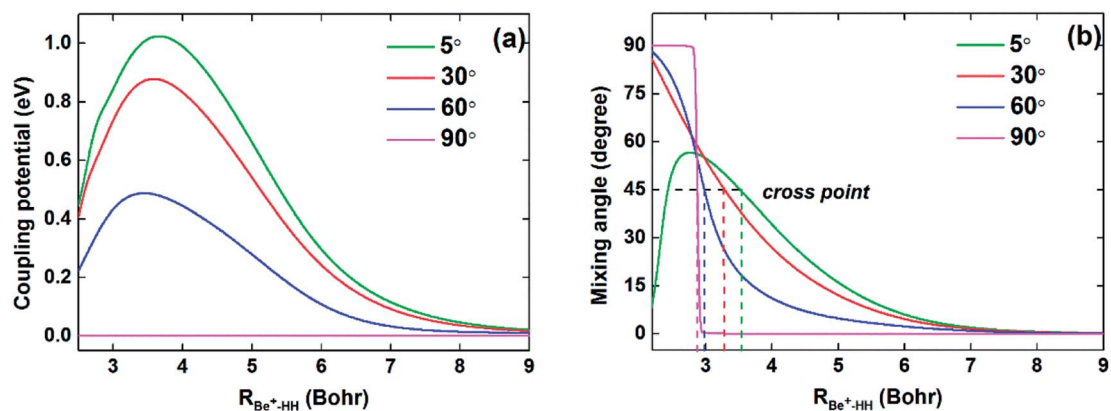 (a)
5°
30°
60°
90°
1.0
0.8
0.6
0.4
0.2
0.0
Coupling potential (eV)
3 4 5 6 7 8 9
R_Be+-HH (Bohr)
(b)
5°
30°
60°
90°
cross point
90
75
60
45
30
15
0
Mixing angle (degree)
3 4 5 6 7 8 9
R_Be+-HH (Bohr)